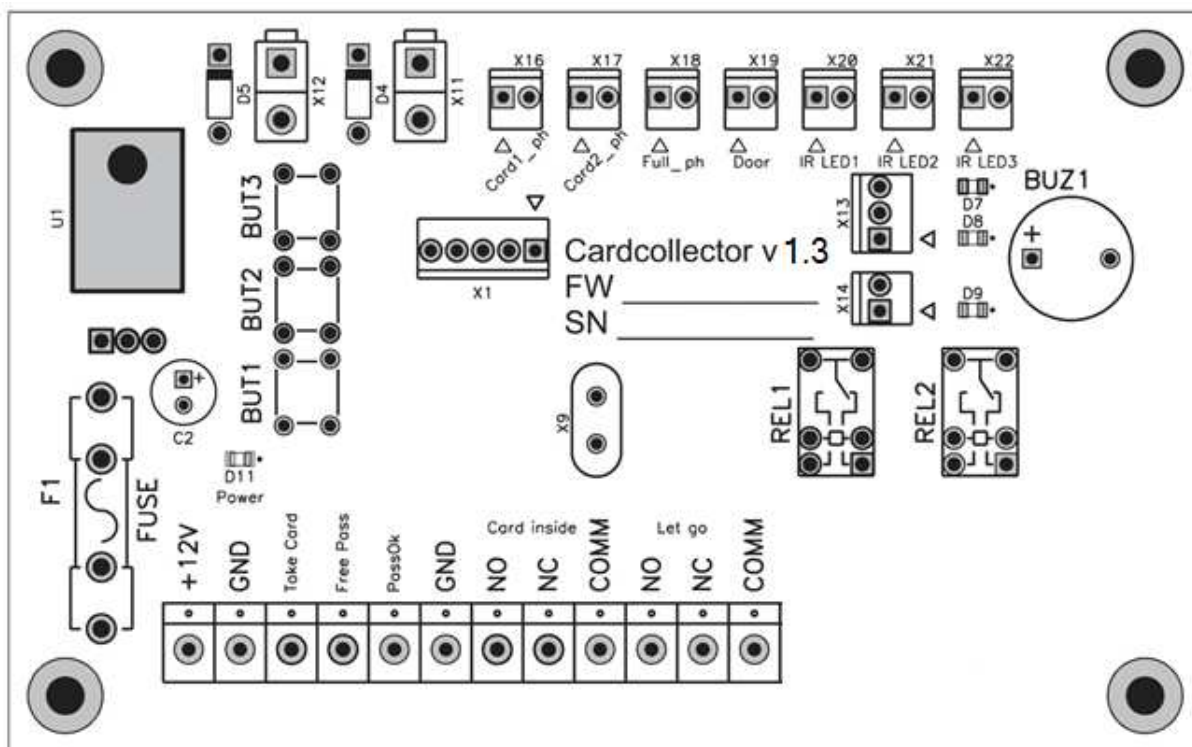 X16 X17 X18 X19 X20 X21 X22
D5 X12 D4 X11
Card1_ph Card2_ph Full_ph Door IR LED1 IR LED2 IR LED3
U1
BUT3
BUT2
BUT1
X1
Cardcollector v 1.3
FW
SN
X13
D7
D8
BUZ1
+
X14
D9
X9
REL1
REL2
+
C2
D11
Power
F1
FUSE
Card inside Let go
+12V GND Take Card Free Pass PassOk GND NO NC COMM NO NC COMM